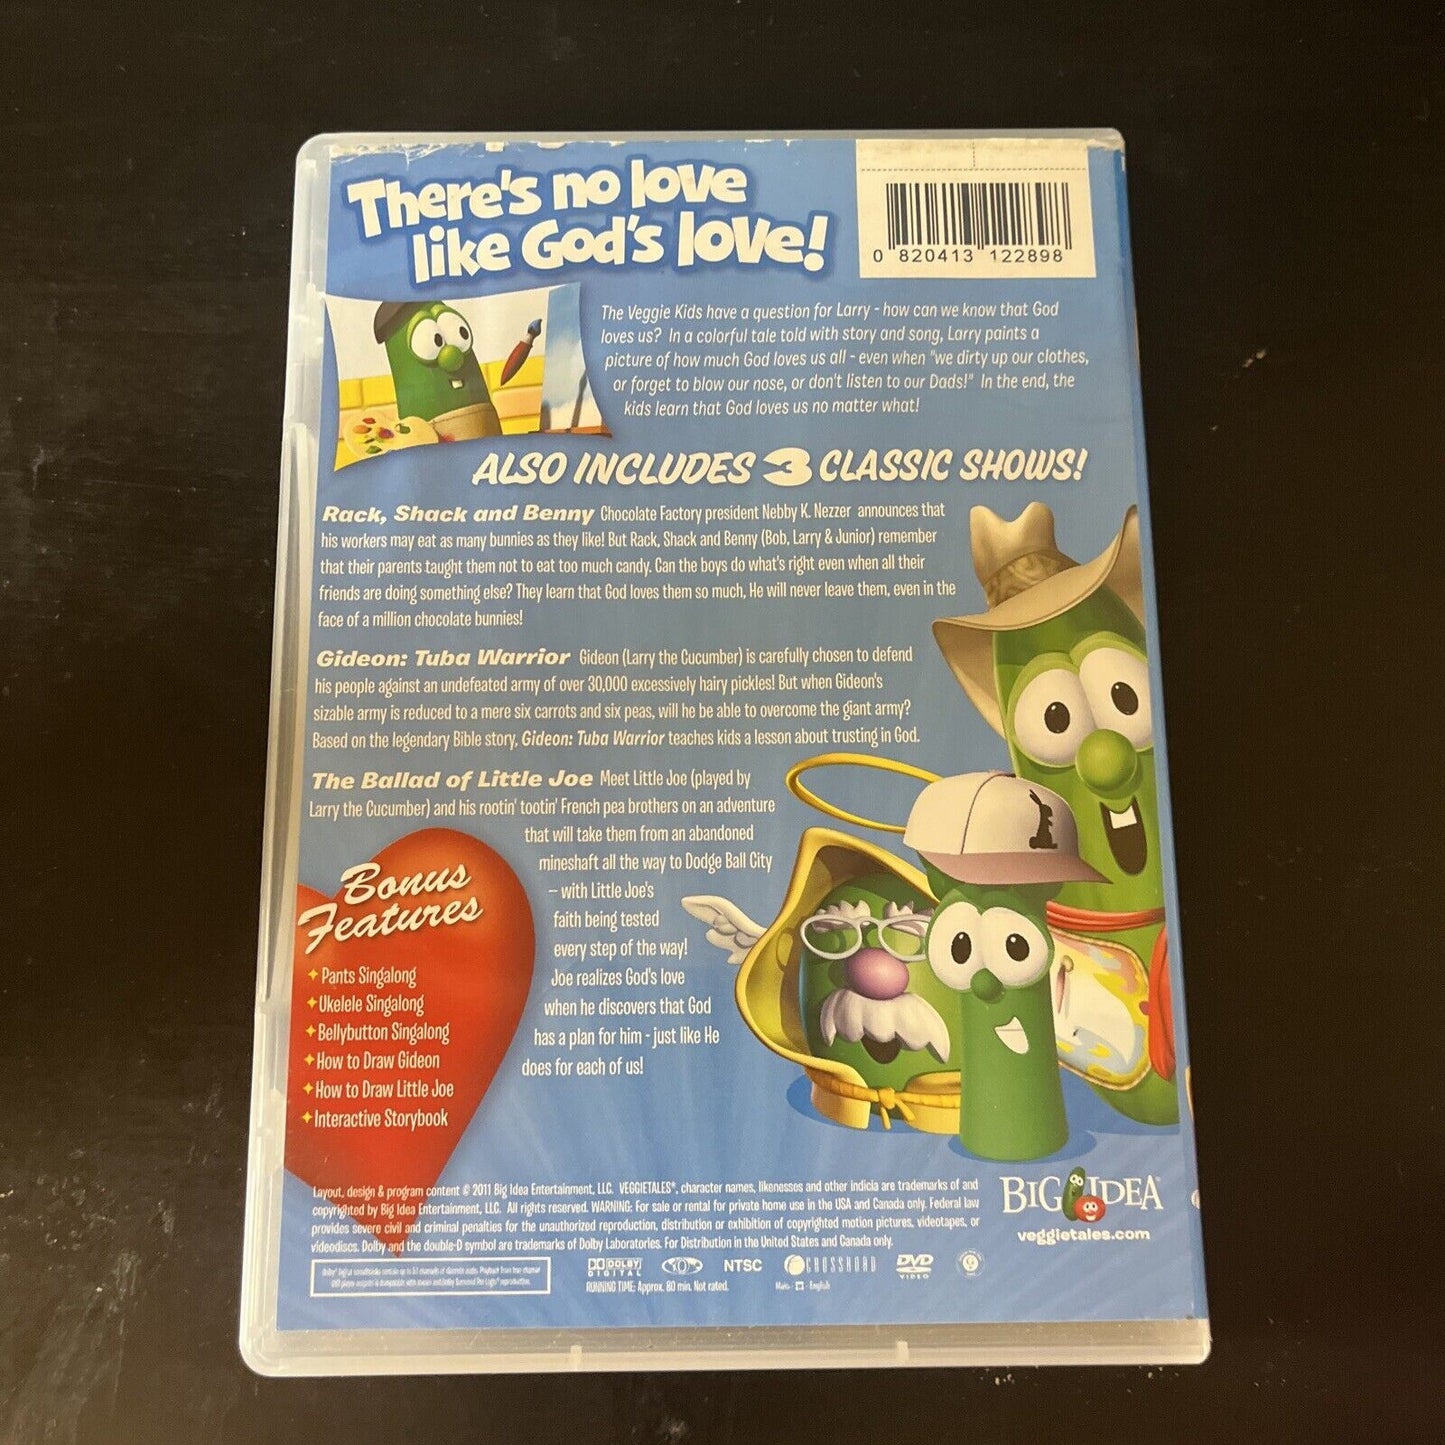 There's no love
like God's love!
0 820413 122898
The Veggie Kids have a question for Larry - how can we know that God
loves us? In a colorful tale told with story and song, Larry paints a
picture of how much God loves us all - even when "we dirty up our clothes,
or forget to blow our nose, or don't listen to our Dads!" In the end, the
kids learn that God loves us no matter what!
ALSO INCLUDES 3 CLASSIC SHOWS!
Rack, Shack and Benny Chocolate Factory president Nebby K. Nezzer announces that
his workers may eat as many bunnies as they like! But Rack, Shack and Benny (Bob, Larry & Junior) remember
that their parents taught them not to eat too much candy. Can the boys do what's right even when all their
friends are doing something else? They learn that God loves them so much, He will never leave them, even in the
face of a million chocolate bunnies!
Gideon: Tuba Warrior Gideon (Larry the Cucumber) is carefully chosen to defend
his people against an undefeated army of over 30,000 excessively hairy pickles! But when Gideon's
sizable army is reduced to a mere six carrots and six peas, will he be able to overcome the giant army?
Based on the legendary Bible story, Gideon: Tuba Warrior teaches kids a lesson about trusting in God.
The Ballad of Little Joe Meet Little Joe (played by
Larry the Cucumber) and his rootin' tootin' French pea brothers on an adventure
that will take them from an abandoned
mineshaft all the way to Dodge Ball City
– with Little Joe's
faith being tested
every step of the way!
Joe realizes God's love
when he discovers that God
has a plan for him - just like He
does for each of us!
Bonus
Features
Pants Singalong
Ukelele Singalong
Bellybutton Singalong
How to Draw Gideon
How to Draw Little Joe
Interactive Storybook
Layout, design & program content © 2011 Big Idea Entertainment, LLC. VEGGIETALES®, character names, likenesses and other indicia are trademarks of and
copyrighted by Big Idea Entertainment, LLC. All rights reserved. WARNING: For sale or rental for private home use in the USA and Canada only. Federal law
provides severe civil and criminal penalties for the unauthorized reproduction, distribution or exhibition of copyrighted motion pictures, videotapes, or
videodiscs. Dolby and the double-D symbol are trademarks of Dolby Laboratories. For Distribution in the United States and Canada only.
BIG IDEA
veggietales.com
DOLBY
DIGITAL
NTSC
CROSSROAD
DVD
VIDEO
RUNNING TIME: Approx. 80 min. Not rated.
English